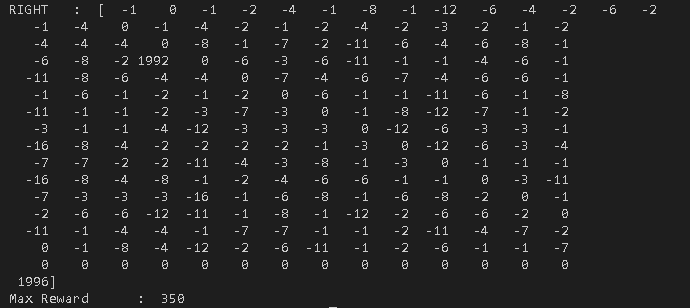 RIGHT : [ -1 0 -1 -2 -4 -1 -8 -1 -12 -6 -4 -2 -6 -2
-1 -4 0 -1 -4 -2 -1 -2 -4 -2 -3 -2 -1 -2
-4 -4 -4 0 -8 -1 -7 -2 -11 -6 -4 -6 -8 -1
-6 -8 -2 1992 0 -6 -3 -6 -11 -1 -1 -4 -6 -1
-11 -8 -6 -4 -4 0 -7 -4 -6 -7 -4 -6 -6 -1
-1 -6 -1 -2 -1 -2 0 -6 -1 -1 -11 -6 -1 -8
-11 -1 -1 -2 -3 -7 -3 0 -1 -8 -12 -7 -1 -2
-3 -1 -1 -4 -12 -3 -3 -3 0 -12 -6 -3 -3 -1
-16 -8 -4 -2 -2 -2 -2 -1 -3 0 -12 -6 -3 -4
-7 -7 -2 -2 -11 -4 -3 -8 -1 -3 0 -1 -1 -1
-16 -8 -4 -8 -1 -2 -4 -6 -6 -1 -1 0 -3 -11
-7 -3 -3 -3 -16 -1 -6 -8 -1 -6 -8 -2 0 -1
-2 -6 -6 -12 -11 -1 -8 -1 -12 -2 -6 -6 -2 0
-11 -1 -4 -4 -1 -7 -7 -1 -1 -2 -11 -4 -7 -2
0 -1 -8 -4 -12 -2 -6 -11 -1 -2 -6 -1 -1 -7
0 0 0 0 0 0 0 0 0 0 0 0 0 0
1996]
Max Reward : 350